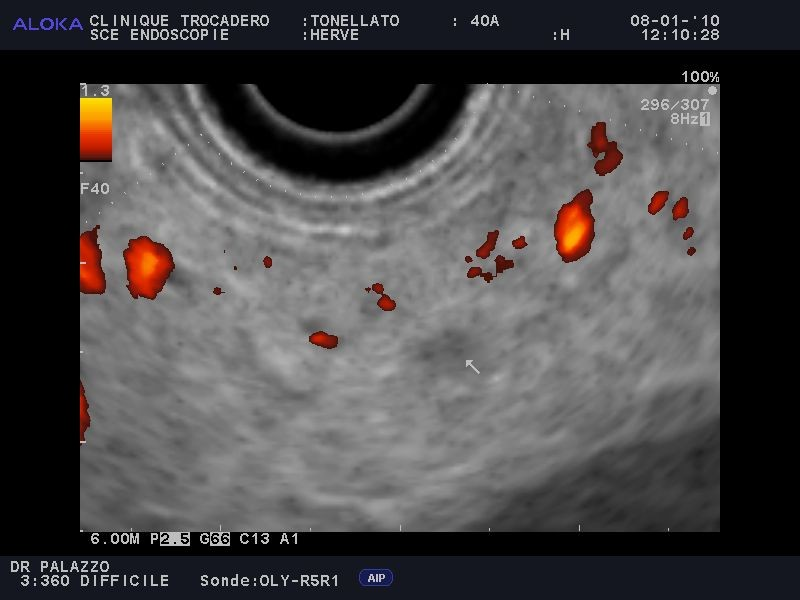 ALOKA CLINIQUE TROCADERO :TONELLATO : 40A 08-01-'10
SCE ENDOSCOPIE :HERVE :H 12:10:28
100%
1.3
296/307
8Hz1
F40
6.00M P2.5 G66 C13 A1
DR PALAZZO
3:360 DIFFICILE Sonde:OLY-R5R1 AIP